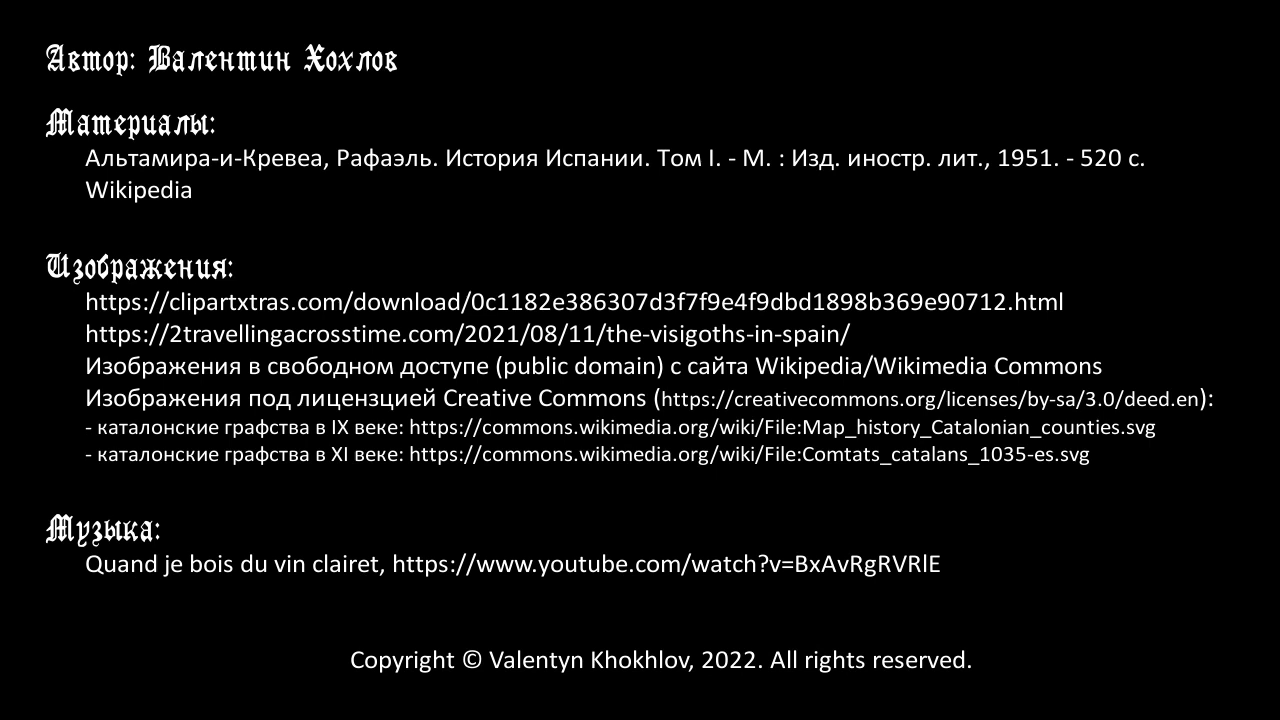 Автор: Валентин Хохлов
Материалы:
Альтамира-и-Кревеа, Рафаэль. История Испании. Том I. - М. : Изд. иностр. лит., 1951. - 520 с.
Wikipedia
Изображения:
https://clipartxtras.com/download/0c1182e386307d3f7f9e4f9dbd1898b369e90712.html
https://2travellingacrosstime.com/2021/08/11/the-visigoths-in-spain/
Изображения в свободном доступе (public domain) с сайта Wikipedia/Wikimedia Commons
Изображения под лицензцией Creative Commons (https://creativecommons.org/licenses/by-sa/3.0/deed.en):
- каталонские графства в IX веке: https://commons.wikimedia.org/wiki/File:Map_history_Catalonian_counties.svg
- каталонские графства в XI веке: https://commons.wikimedia.org/wiki/File:Comtats_catalans_1035-es.svg
Музыка:
Quand je bois du vin clairet, https://www.youtube.com/watch?v=BxAvRgRVRlE
Copyright © Valentyn Khokhlov, 2022. All rights reserved.